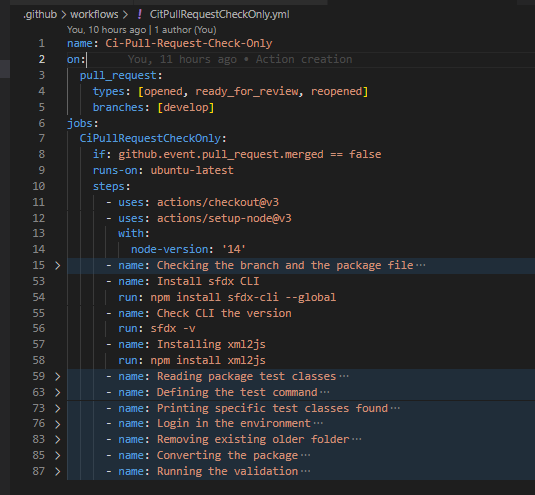 .github > workflows > ! CitPullRequestCheckOnly.yml
You, 10 hours ago | 1 author (You)
1 name: Ci-Pull-Request-Check-Only
2 on: You, 11 hours ago • Action creation
3 pull_request:
4 types: [opened, ready_for_review, reopened]
5 branches: [develop]
6 jobs:
7 CiPullRequestCheckOnly:
8 if: github.event.pull_request.merged == false
9 runs-on: ubuntu-latest
10 steps:
11 - uses: actions/checkout@v3
12 - uses: actions/setup-node@v3
13 with:
14 node-version: '14'
15 > - name: Checking the branch and the package file ···
53 - name: Install sfdx CLI
54 run: npm install sfdx-cli --global
55 - name: Check CLI the version
56 run: sfdx -v
57 - name: Installing xml2js
58 run: npm install xml2js
59 > - name: Reading package test classes ···
63 > - name: Defining the test command ···
73 > - name: Printing specific test classes found ···
76 > - name: Login in the environment ···
83 > - name: Removing existing older folder ···
85 > - name: Converting the package ···
87 > - name: Running the validation ···